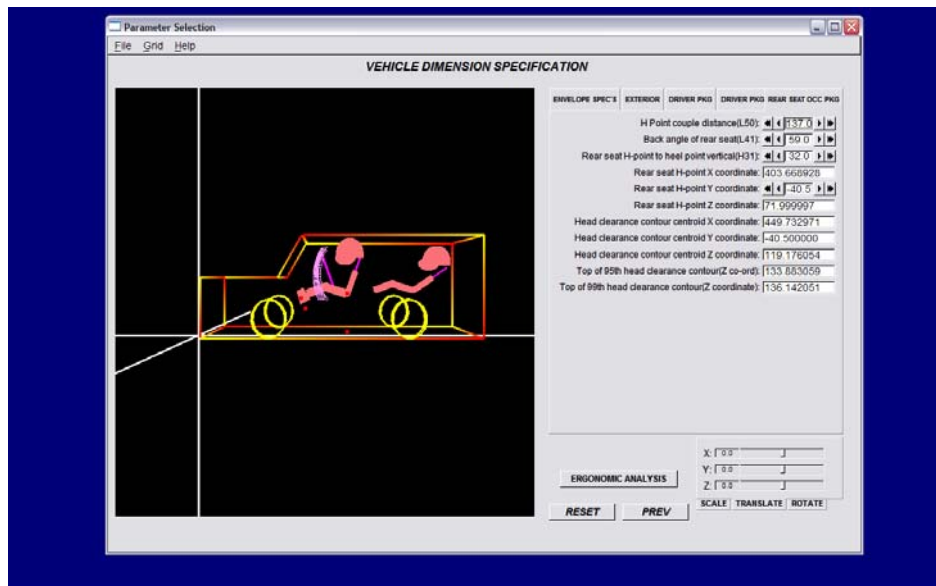 Parameter Selection
File Grid Help
VEHICLE DIMENSION SPECIFICATION
ENVELOPE SPEC'S EXTERIOR DRIVER PKG DRIVER PKG REAR SEAT OCC PKG
H Point couple distance(L50): 137.0
Back angle of rear seat(L41): 59.0
Rear seat H-point to heel point vertical(H31): 32.0
Rear seat H-point X coordinate: 403.668928
Rear seat H-point Y coordinate: -40.5
Rear seat H-point Z coordinate: 71.999997
Head clearance contour centroid X coordinate: 449.732971
Head clearance contour centroid Y coordinate: -40.500000
Head clearance contour centroid Z coordinate: 119.176054
Top of 95th head clearance contour(Z co-ord): 133.883059
Top of 99th head clearance contour(Z coordinate): 136.142051
X: 0.0
Y: 0.0
Z: 0.0
ERGONOMIC ANALYSIS
SCALE TRANSLATE ROTATE
RESET PREV